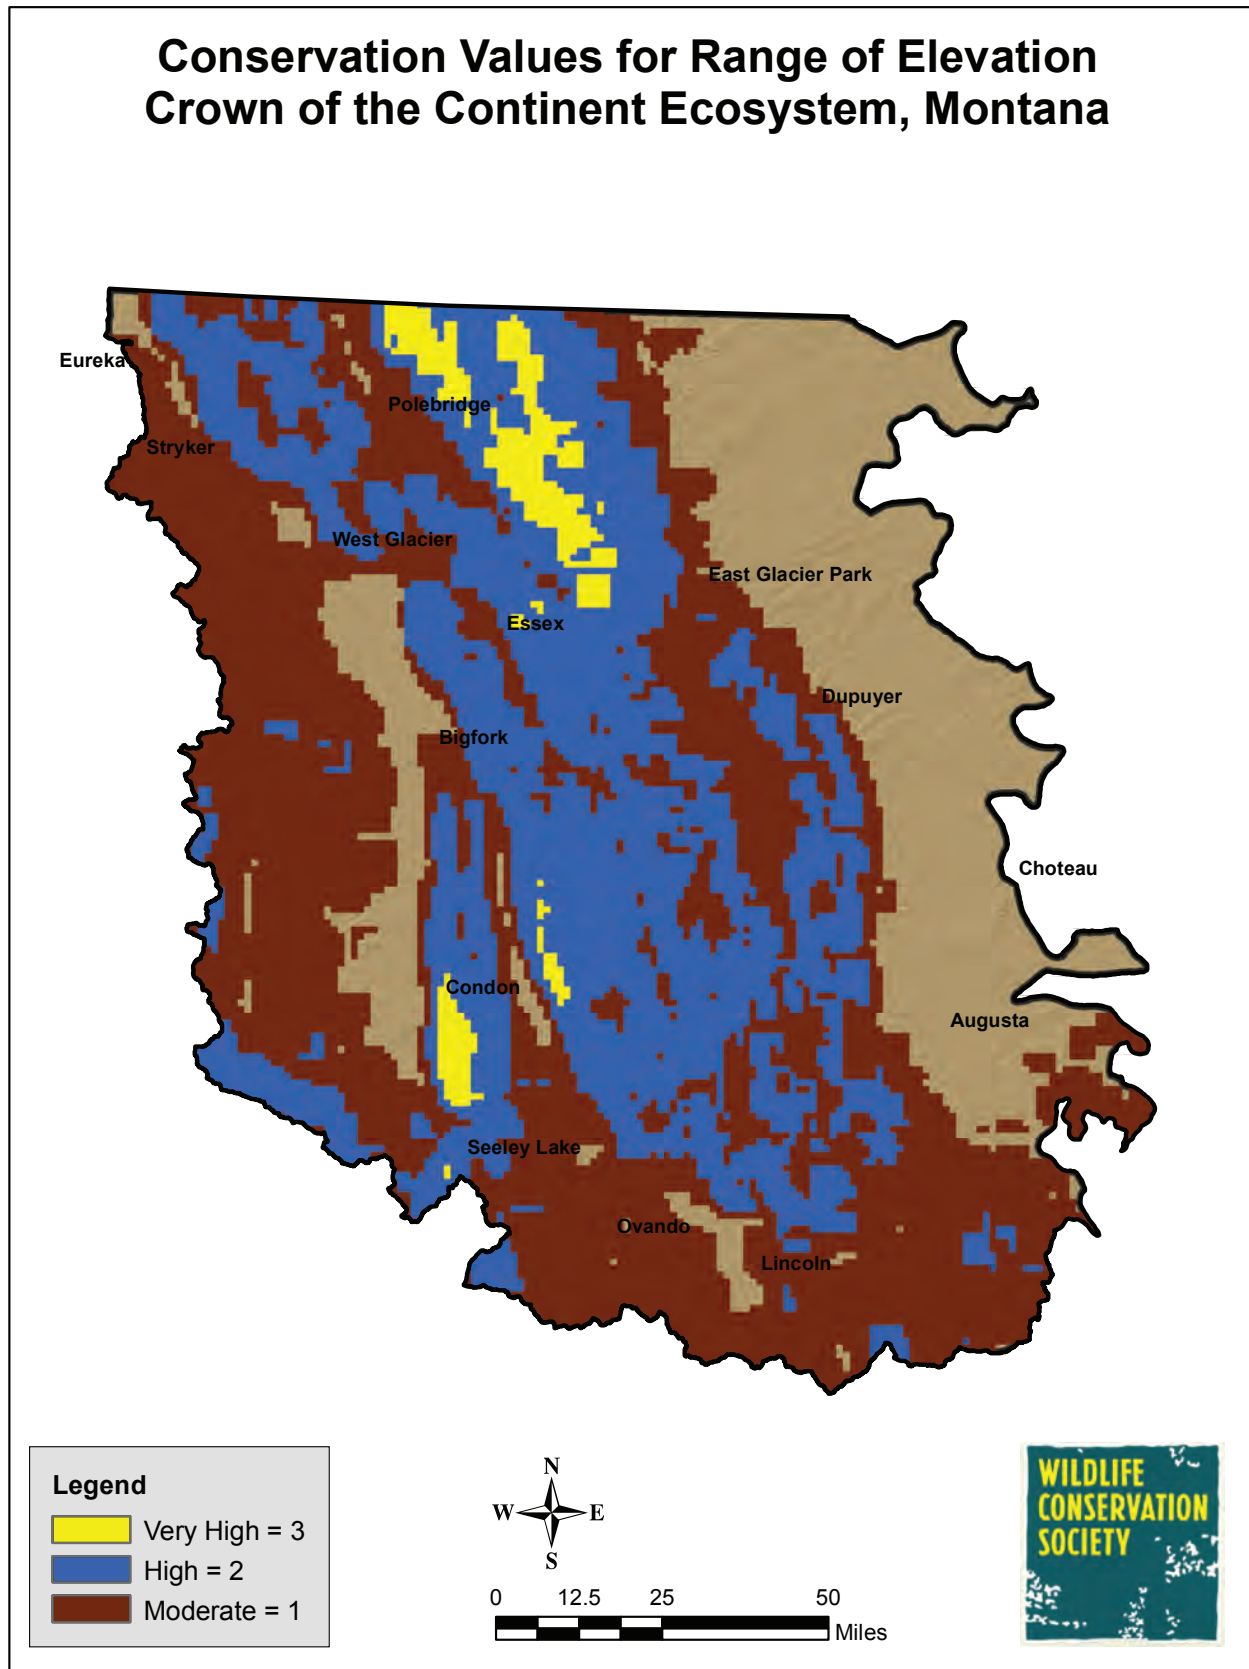 Conservation Values for Range of Elevation
Crown of the Continent Ecosystem, Montana
Eureka
Polebridge
Stryker
West Glacier
East Glacier Park
Essex
Dupuyer
Bigfork
Choteau
Condon
Augusta
Seeley Lake
Ovando
Lincoln
Legend
Very High = 3
High = 2
Moderate = 1
N
W E
S
0 12.5 25 50
Miles
WILDLIFE
CONSERVATION
SOCIETY